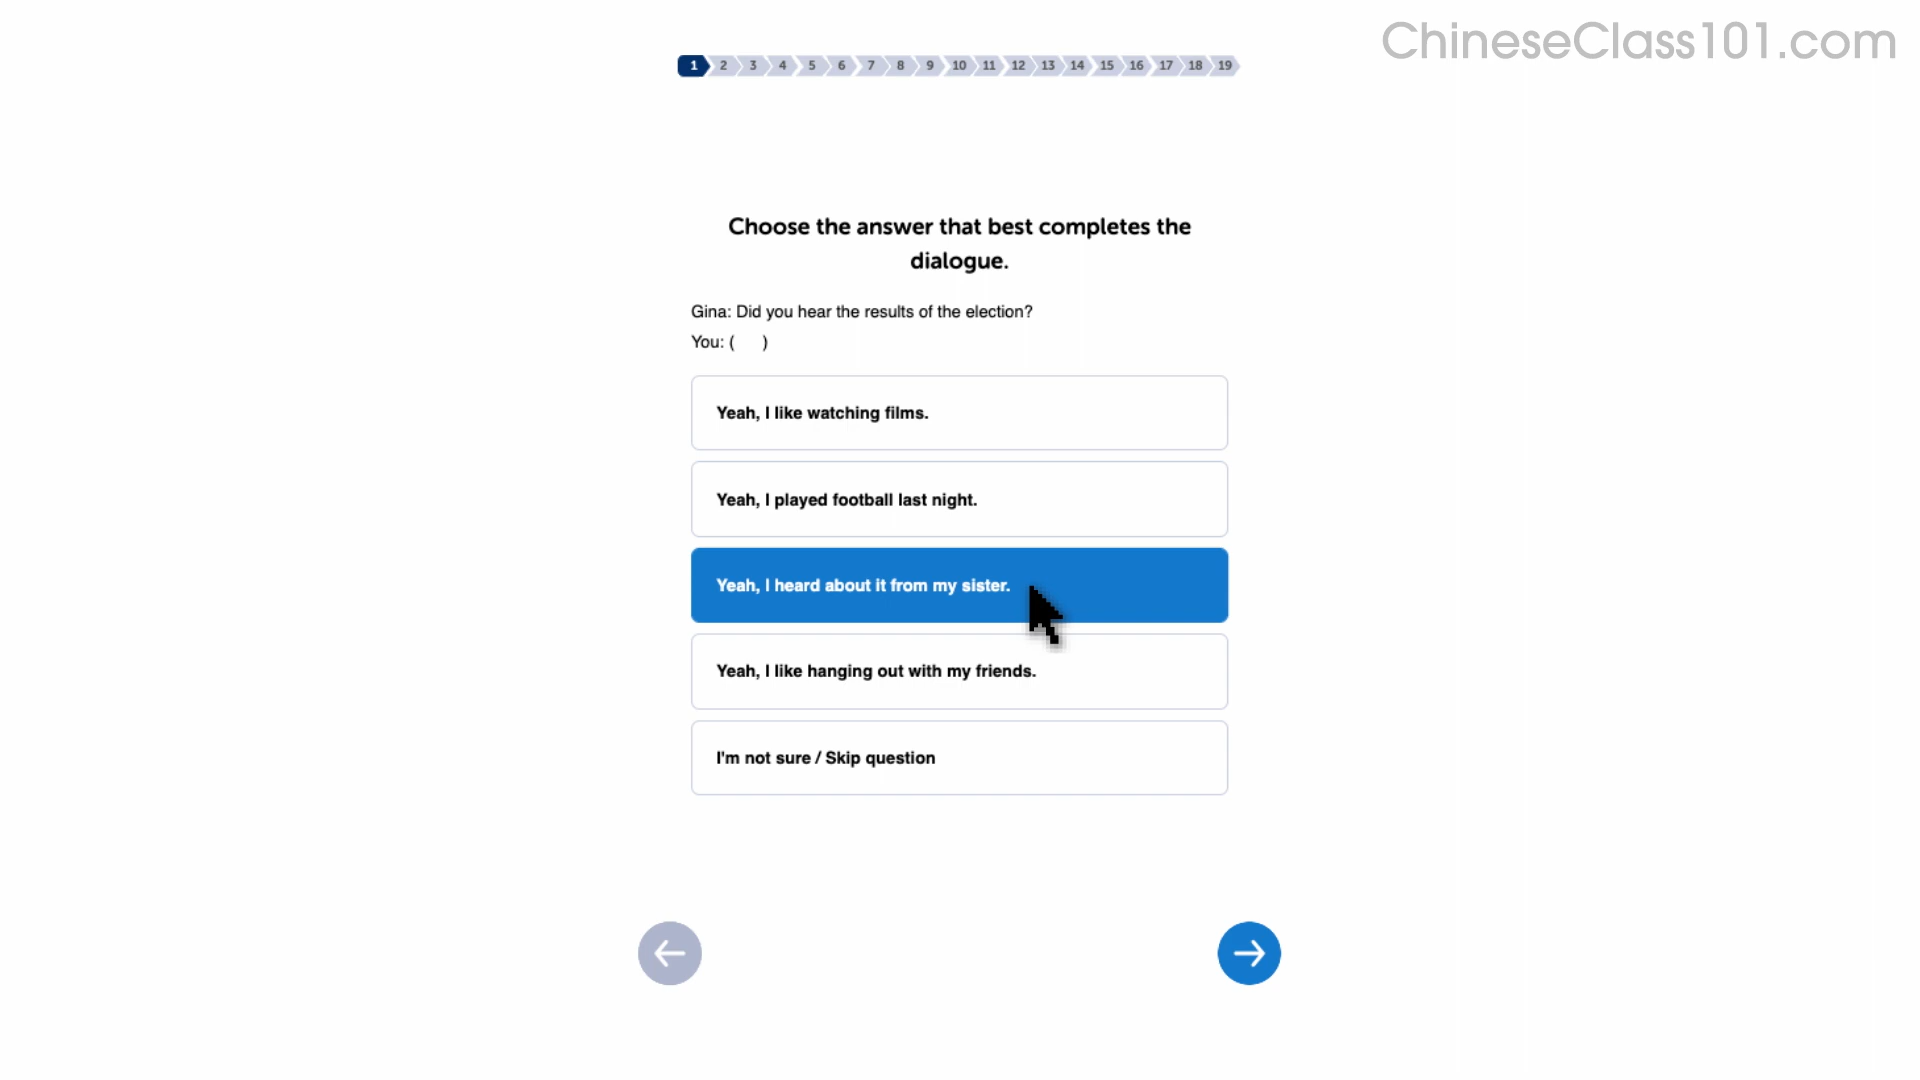 ChineseClass101.com
1 2 3 4 5 6 7 8 9 10 11 12 13 14 15 16 17 18 19
Choose the answer that best completes the
dialogue.
Gina: Did you hear the results of the election?
You: (     )
Yeah, I like watching films.
Yeah, I played football last night.
Yeah, I heard about it from my sister.
Yeah, I like hanging out with my friends.
I'm not sure / Skip question